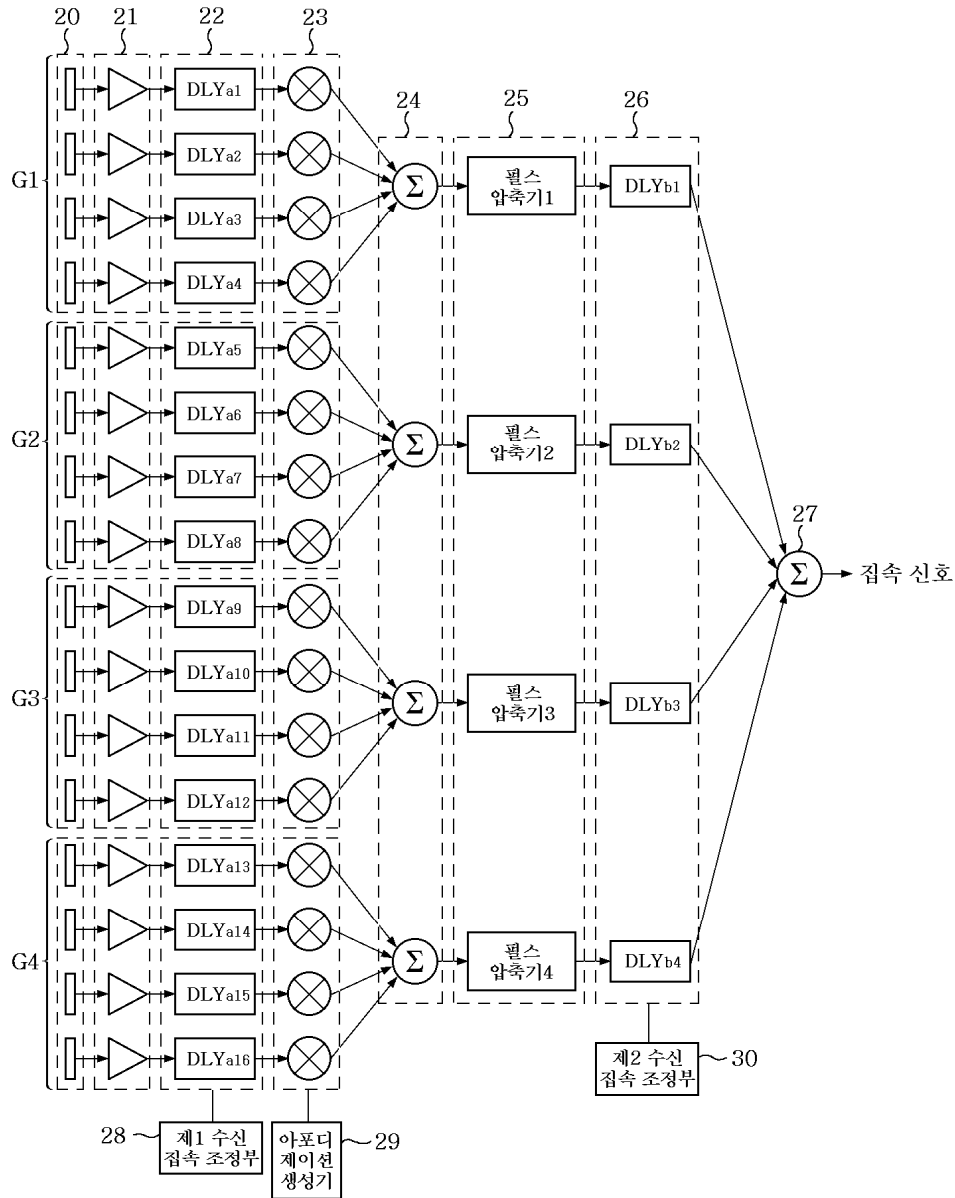 20
21
22
23
24
25
26
27
G1
DLYa1
DLYa2
DLYa3
DLYa4
Σ
펄스
압축기1
DLYb1
G2
DLYa5
DLYa6
DLYa7
DLYa8
Σ
펄스
압축기2
DLYb2
Σ
집속 신호
G3
DLYa9
DLYa10
DLYa11
DLYa12
Σ
펄스
압축기3
DLYb3
G4
DLYa13
DLYa14
DLYa15
DLYa16
Σ
펄스
압축기4
DLYb4
제2 수신
집속 조정부
30
28
제1 수신
집속 조정부
아포디
제이션
생성기
29